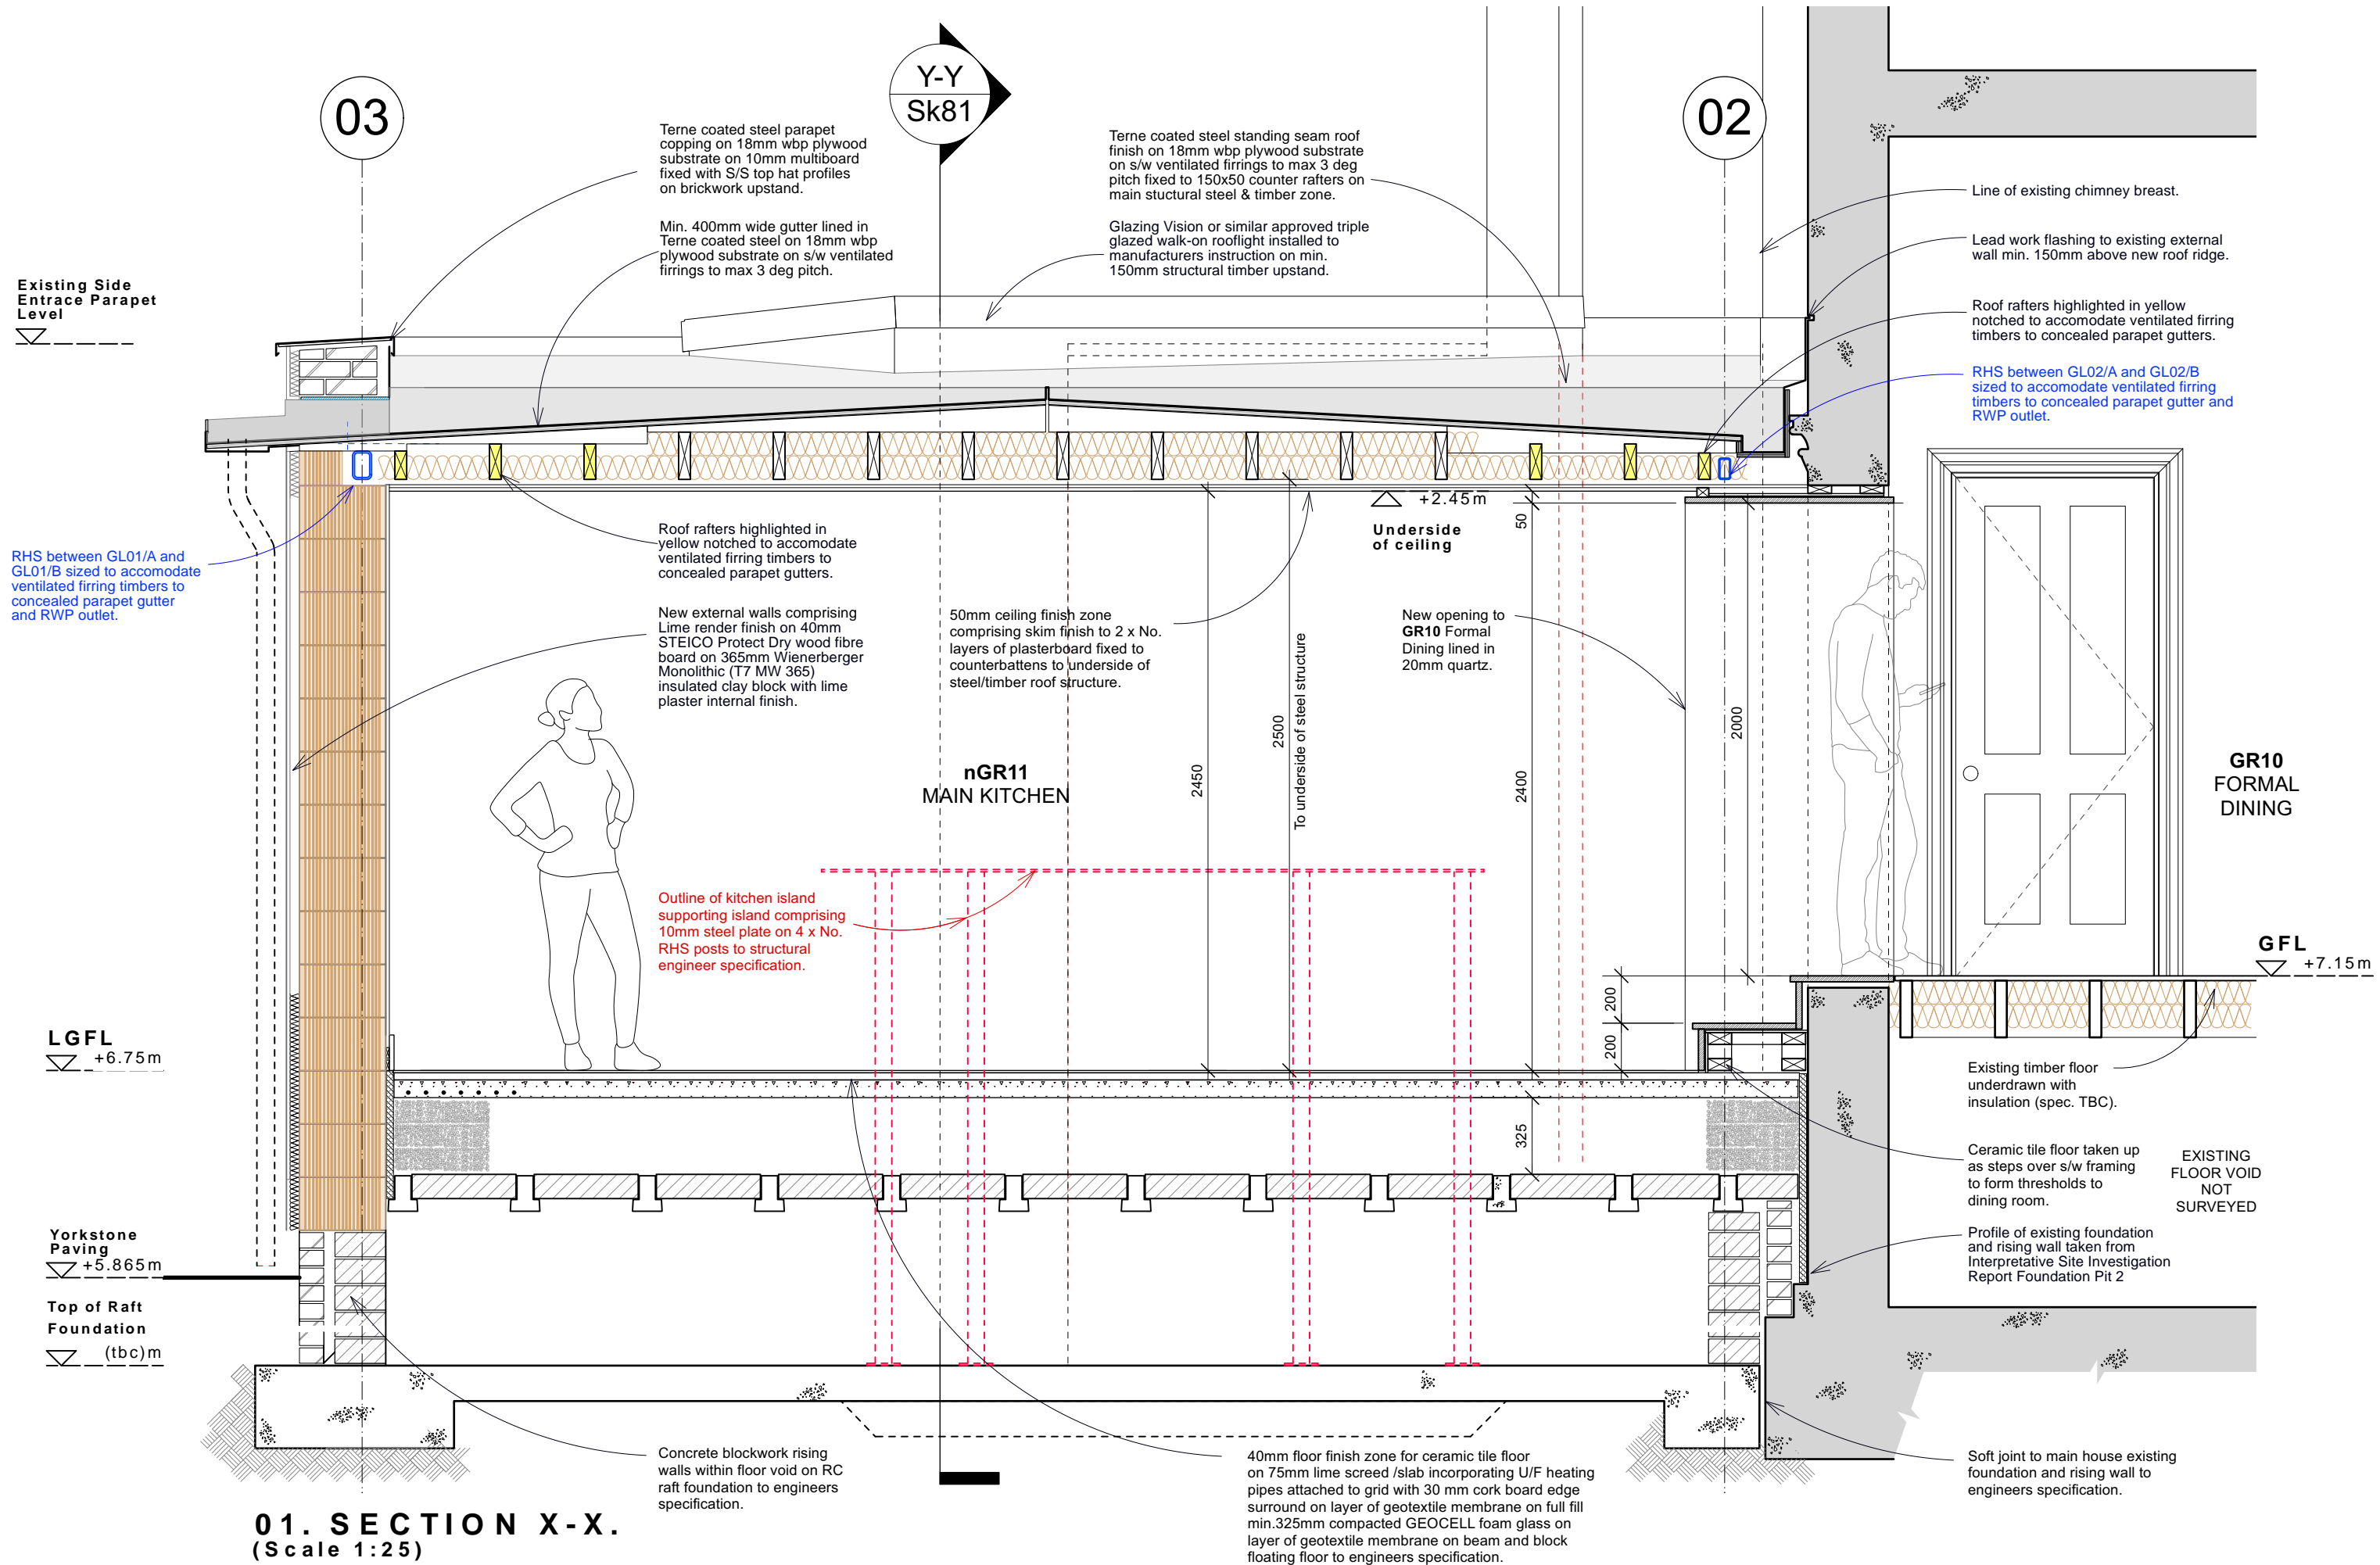 03
Y-Y
Sk81
02
Terne coated steel parapet
copping on 18mm wbp plywood
substrate on 10mm multiboard
fixed with S/S top hat profiles
on brickwork upstand.
Min. 400mm wide gutter lined in
Terne coated steel on 18mm wbp
plywood substrate on s/w ventilated
firrings to max 3 deg pitch.
Terne coated steel standing seam roof
finish on 18mm wbp plywood substrate
on s/w ventilated firrings to max 3 deg
pitch fixed to 150x50 counter rafters on
main stuctural steel & timber zone.
Glazing Vision or similar approved triple
glazed walk-on rooflight installed to
manufacturers instruction on min.
150mm structural timber upstand.
Line of existing chimney breast.
Lead work flashing to existing external
wall min. 150mm above new roof ridge.
Roof rafters highlighted in yellow
notched to accomodate ventilated firring
timbers to concealed parapet gutters.
RHS between GL02/A and GL02/B
sized to accomodate ventilated firring
timbers to concealed parapet gutter and
RWP outlet.
Existing Side
Entrace Parapet
Level
+2.45m
Underside
of ceiling
50
RHS between GL01/A and
GL01/B sized to accomodate
ventilated firring timbers to
concealed parapet gutter
and RWP outlet.
Roof rafters highlighted in
yellow notched to accomodate
ventilated firring timbers to
concealed parapet gutters.
New external walls comprising
Lime render finish on 40mm
STEICO Protect Dry wood fibre
board on 365mm Wienerberger
Monolithic (T7 MW 365)
insulated clay block with lime
plaster internal finish.
50mm ceiling finish zone
comprising skim finish to 2 x No.
layers of plasterboard fixed to
counterbattens to underside of
steel/timber roof structure.
New opening to
GR10 Formal
Dining lined in
20mm quartz.
2450
2500
To underside of steel structure
2400
2000
nGR11
MAIN KITCHEN
GR10
FORMAL
DINING
Outline of kitchen island
supporting island comprising
10mm steel plate on 4 x No.
RHS posts to structural
engineer specification.
GFL
+7.15m
200
200
LGFL
+6.75m
325
Existing timber floor
underdrawn with
insulation (spec. TBC).
Ceramic tile floor taken up
as steps over s/w framing
to form thresholds to
dining room.
EXISTING
FLOOR VOID
NOT
SURVEYED
Profile of existing foundation
and rising wall taken from
Interpretative Site Investigation
Report Foundation Pit 2
Yorkstone
Paving
+5.865m
Top of Raft
Foundation
(tbc)m
Concrete blockwork rising
walls within floor void on RC
raft foundation to engineers
specification.
40mm floor finish zone for ceramic tile floor
on 75mm lime screed /slab incorporating U/F heating
pipes attached to grid with 30 mm cork board edge
surround on layer of geotextile membrane on full fill
min.325mm compacted GEOCELL foam glass on
layer of geotextile membrane on beam and block
floating floor to engineers specification.
Soft joint to main house existing
foundation and rising wall to
engineers specification.
01. SECTION X-X.
(Scale 1:25)